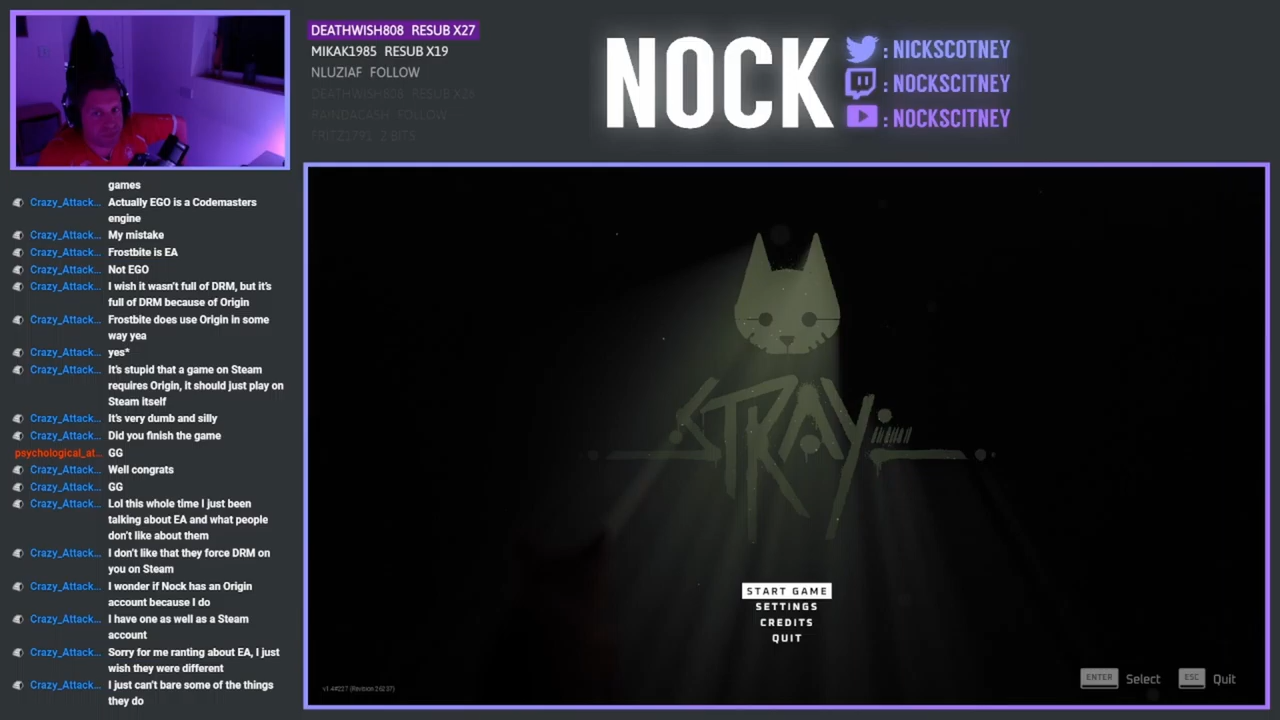 DEATHWISH808 RESUB X27
MIKAK1985 RESUB X19
NLUZIAF FOLLOW
DEATHWISH808 RESUB X26
RAINDACASH FOLLOW
FRITZ1791 2 BITS
NOCK
: NICKSCOTNEY
: NOCKSCITNEY
: NOCKSCITNEY
games
Crazy_Attack... Actually EGO is a Codemasters
engine
Crazy_Attack... My mistake
Crazy_Attack... Frostbite is EA
Crazy_Attack... Not EGO
Crazy_Attack... I wish it wasn't full of DRM, but it's
full of DRM because of Origin
Crazy_Attack... Frostbite does use Origin in some
way yea
Crazy_Attack... yes*
Crazy_Attack... It's stupid that a game on Steam
requires Origin, it should just play on
Steam itself
Crazy_Attack... It's very dumb and silly
Crazy_Attack... Did you finish the game
psychological_at... GG
Crazy_Attack... Well congrats
Crazy_Attack... GG
Crazy_Attack... Lol this whole time I just been
talking about EA and what people
don't like about them
Crazy_Attack... I don't like that they force DRM on
you on Steam
Crazy_Attack... I wonder if Nock has an Origin
account because I do
Crazy_Attack... I have one as well as a Steam
account
Crazy_Attack... Sorry for me ranting about EA, I just
wish they were different
Crazy_Attack... I just can't bare some of the things
they do
STRAY
START GAME
SETTINGS
CREDITS
QUIT
ENTER Select ESC Quit